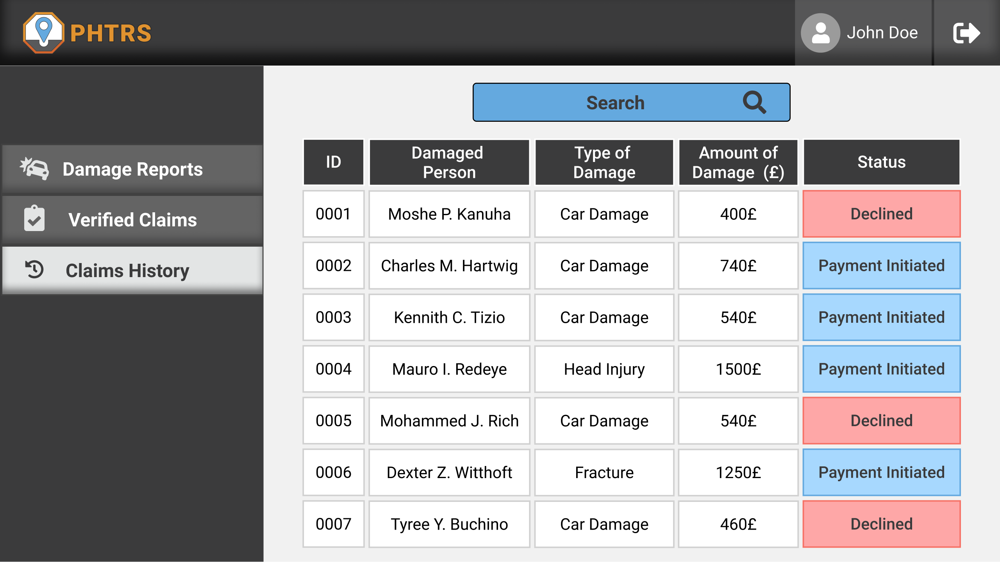 PHTRS
John Doe
Search
Damage Reports
Verified Claims
Claims History
ID
Damaged
Person
Type of
Damage
Amount of
Damage (£)
Status
0001 Moshe P. Kanuha Car Damage 400£ Declined
0002 Charles M. Hartwig Car Damage 740£ Payment Initiated
0003 Kennith C. Tizio Car Damage 540£ Payment Initiated
0004 Mauro I. Redeye Head Injury 1500£ Payment Initiated
0005 Mohammed J. Rich Car Damage 540£ Declined
0006 Dexter Z. Witthoft Fracture 1250£ Payment Initiated
0007 Tyree Y. Buchino Car Damage 460£ Declined